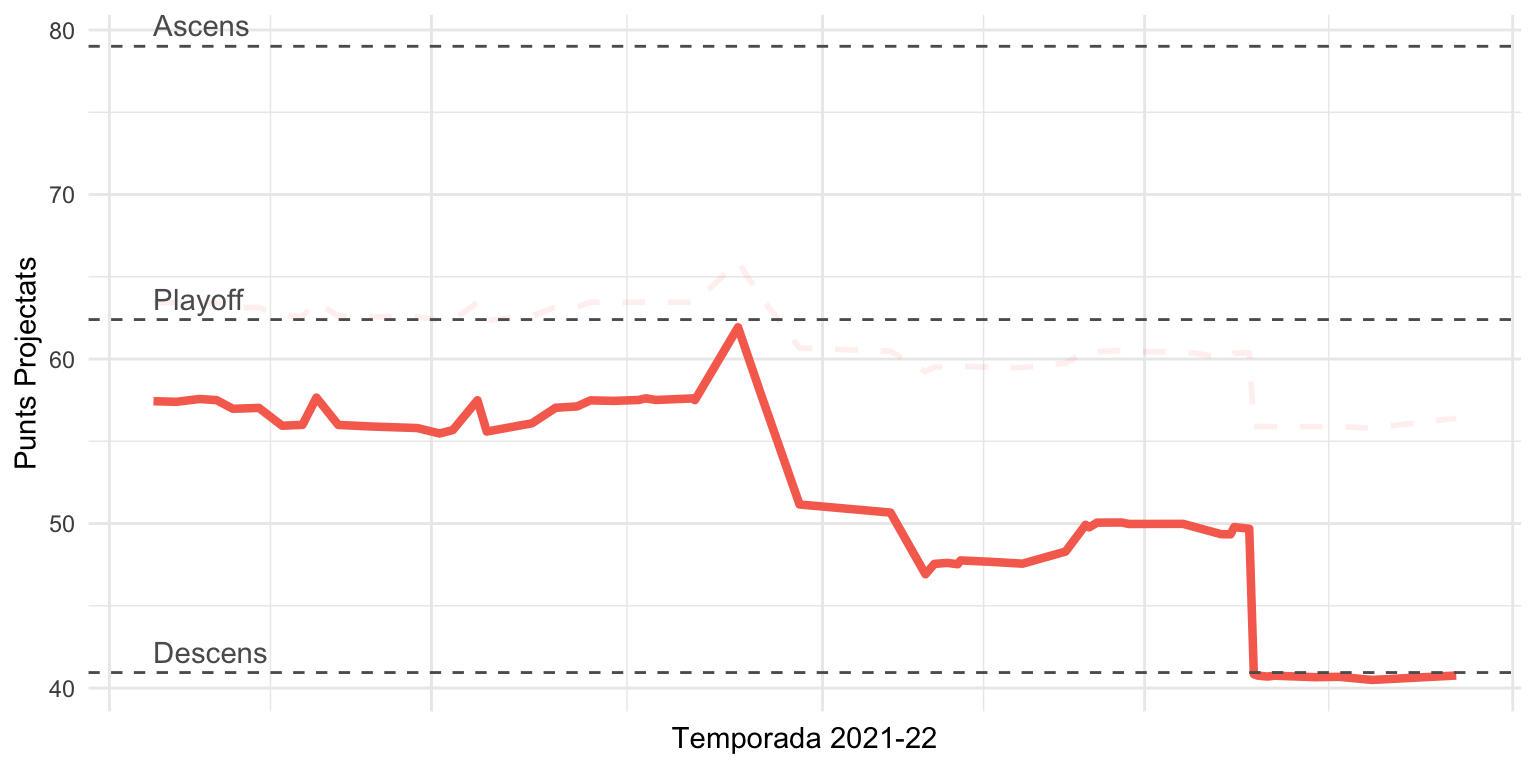 Ascens
Playoff
Descens
80
70
60
50
40
Punts Projectats
Temporada 2021-22